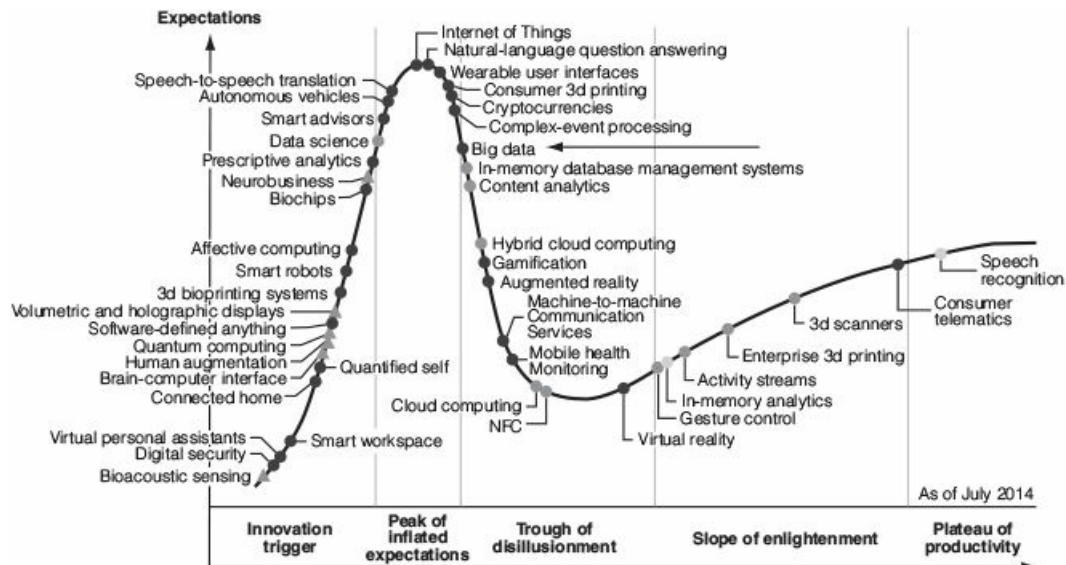 Expectations
Internet of Things
Natural-language question answering
Wearable user interfaces
Speech-to-speech translation
Consumer 3d printing
Autonomous vehicles
Cryptocurrencies
Smart advisors
Complex-event processing
Data science
Big data
Prescriptive analytics
In-memory database management systems
Neurobusiness
Content analytics
Biochips
Affective computing
Hybrid cloud computing
Smart robots
Gamification
3d bioprinting systems
Augmented reality
Volumetric and holographic displays
Software-defined anything
Quantum computing
Human augmentation
Brain-computer interface
Connected home
Quantified self
Machine-to-machine
Communication
Services
Mobile health
Monitoring
Cloud computing
NFC
Virtual personal assistants
Digital security
Bioacoustic sensing
Smart workspace
Virtual reality
Gesture control
In-memory analytics
Activity streams
Enterprise 3d printing
3d scanners
Consumer
telematics
Speech
recognition
As of July 2014
Innovation
trigger
Peak of
inflated
expectations
Trough of
disillusionment
Slope of enlightenment
Plateau of
productivity